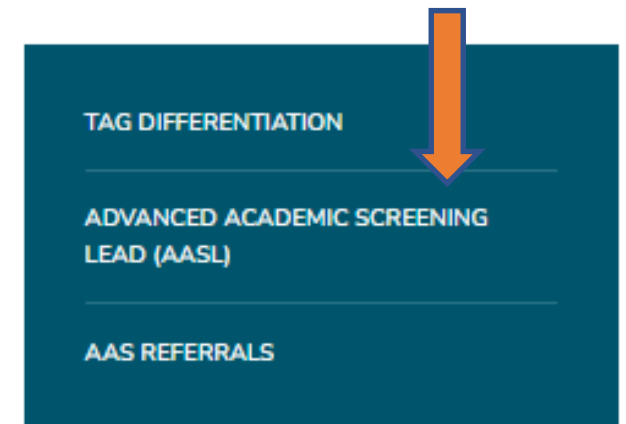 TAG DIFFERENTIATION
ADVANCED ACADEMIC SCREENING
LEAD (AASL)
AAS REFERRALS